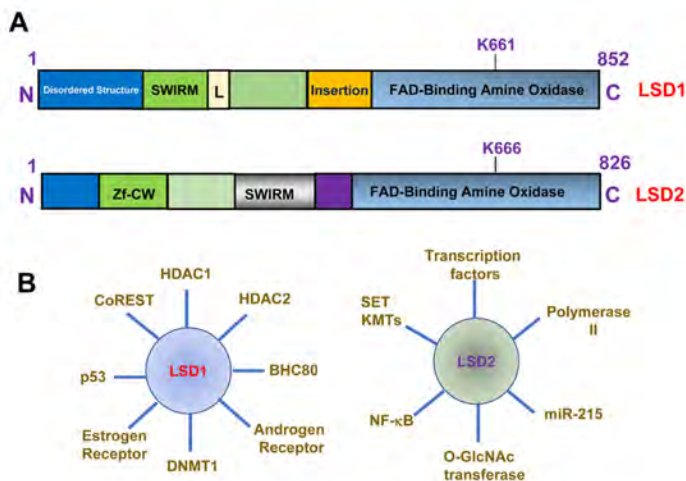 A
1
K661
852
N
Disordered Structure
SWIRM
L
Insertion
FAD-Binding Amine Oxidase
C
LSD1
1
K666
826
N
Zf-CW
SWIRM
FAD-Binding Amine Oxidase
C
LSD2
B
HDAC1
CoREST
HDAC2
p53
LSD1
BHC80
Estrogen
Receptor
DNMT1
Androgen
Receptor
Transcription
factors
SET
KMTs
Polymerase
II
LSD2
NF-κB
miR-215
O-GlcNAc
transferase